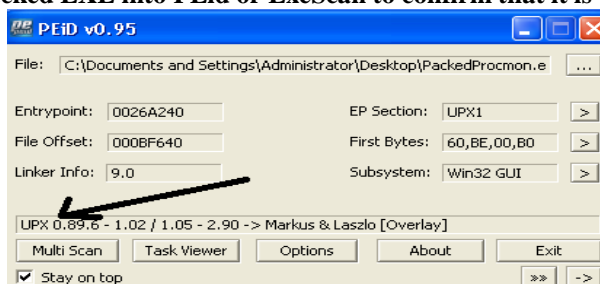 PEiD v0.95
File: C:\Documents and Settings\Administrator\Desktop\PackedProcmon.e ...
Entrypoint: 0026A240 EP Section: UPX1 >
File Offset: 000BF640 First Bytes: 60,BE,00,B0 >
Linker Info: 9.0 Subsystem: Win32 GUI >
UPX 0.89.6 - 1.02 / 1.05 - 2.90 -> Markus & Laszlo [Overlay]
Multi Scan Task Viewer Options About Exit
Stay on top »» ->